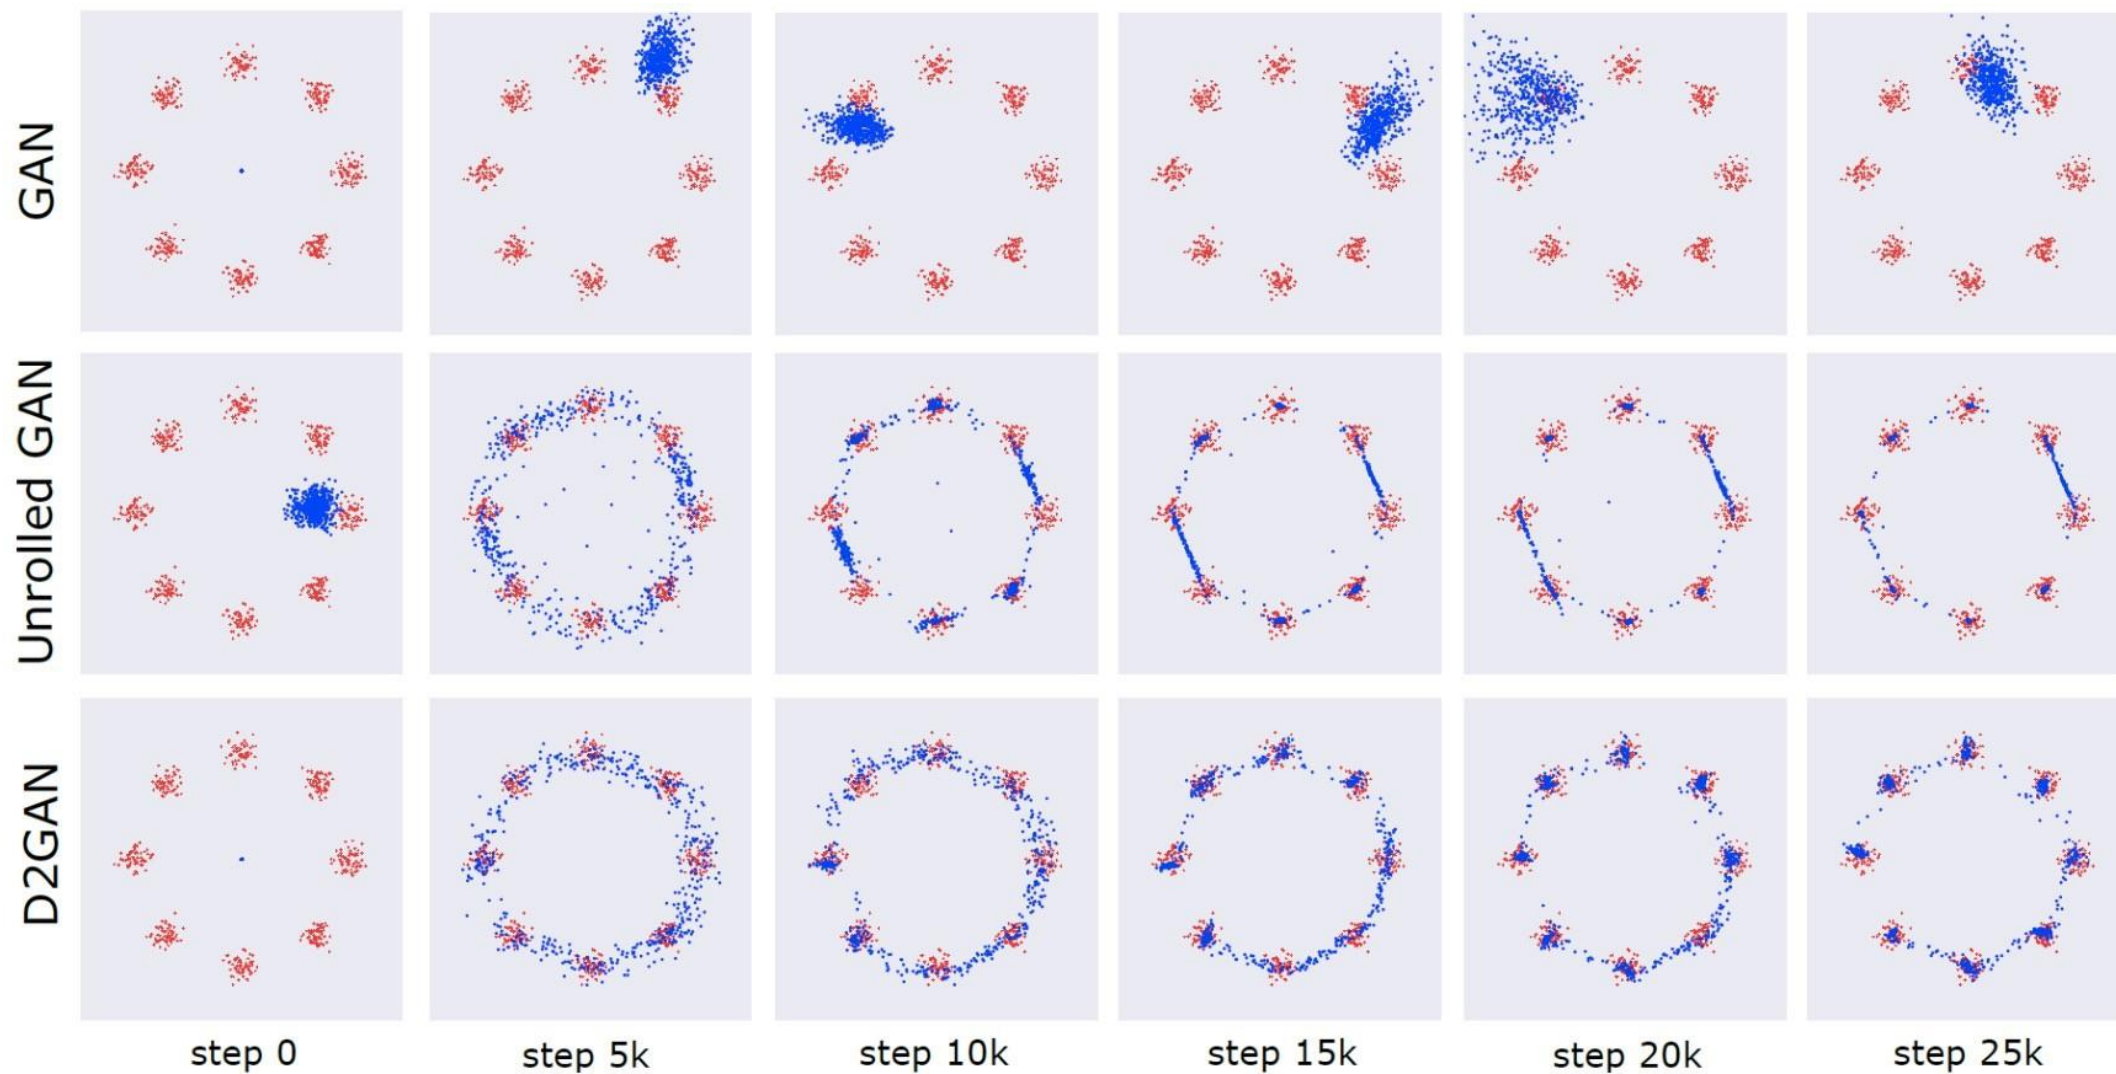 GAN
Unrolled GAN
D2GAN
step 0
step 5k
step 10k
step 15k
step 20k
step 25k